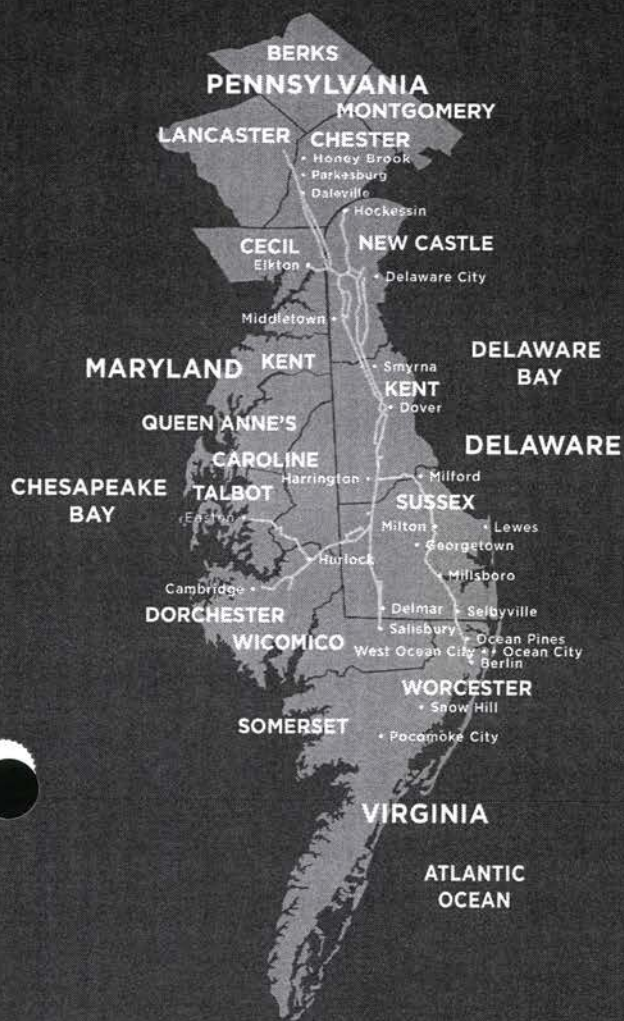 BERKS
PENNSYLVANIA
MONTGOMERY
LANCASTER
CHESTER
Honey Brook
Parkesburg
Daleville
Hockessin
CECIL
NEW CASTLE
Elkton
Delaware City
Middletown
DELAWARE
BAY
MARYLAND
KENT
Smyrna
KENT
Dover
QUEEN ANNE'S
DELAWARE
CAROLINE
Harrington
Milford
CHESAPEAKE
BAY
TALBOT
SUSSEX
Easton
Milton
Lewes
Georgetown
Hurlock
Millsboro
Cambridge
DORCHESTER
Delmar
Selbyville
Salisbury
WICOMICO
Ocean Pines
West Ocean City
Ocean City
Berlin
WORCESTER
Snow Hill
SOMERSET
Pocomoke City
VIRGINIA
ATLANTIC
OCEAN